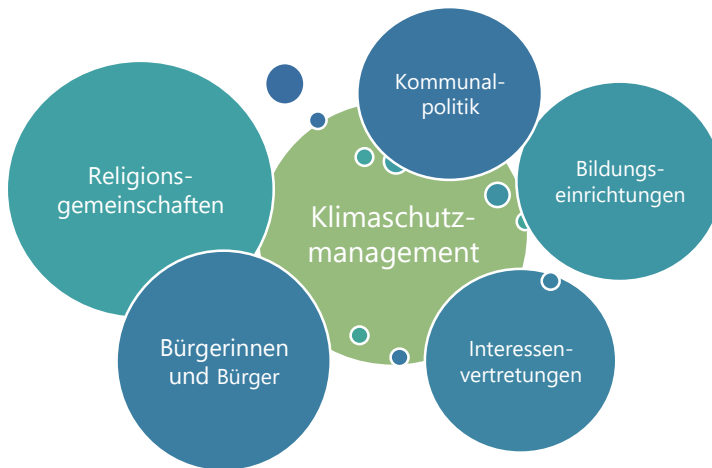 Kommunal-
politik
Religions-
gemeinschaften
Bildungs-
einrichtungen
Klimaschutz-
management
Bürgerinnen
und Bürger
Interessen-
vertretungen